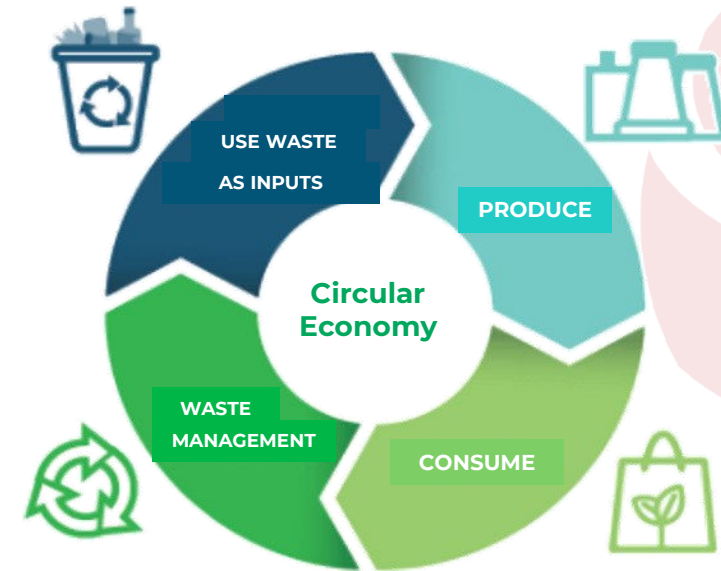 USE WASTE
AS INPUTS
PRODUCE
Circular
Economy
WASTE
MANAGEMENT
CONSUME